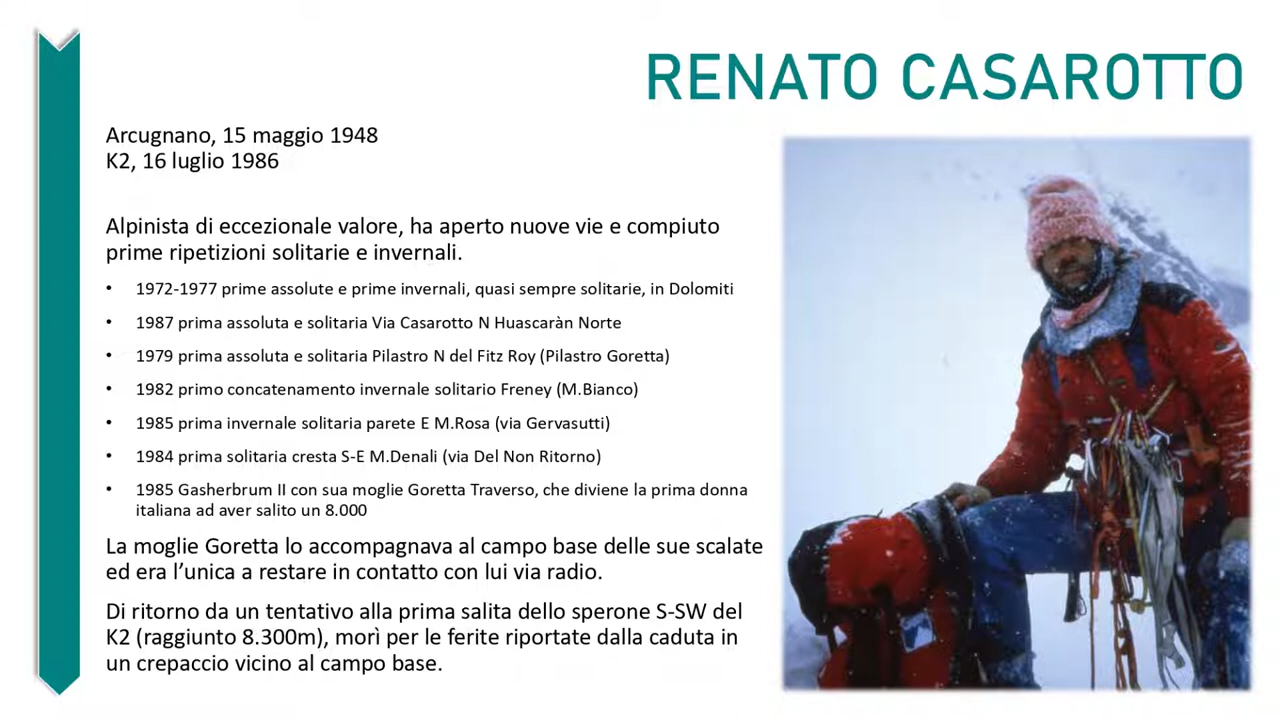 RENATO CASAROTTO
Arcugnano, 15 maggio 1948
K2, 16 luglio 1986
Alpinista di eccezionale valore, ha aperto nuove vie e compiuto
prime ripetizioni solitarie e invernali.
• 1972-1977 prime assolute e prime invernali, quasi sempre solitarie, in Dolomiti
• 1987 prima assoluta e solitaria Via Casarotto N Huascaràn Norte
• 1979 prima assoluta e solitaria Pilastro N del Fitz Roy (Pilastro Goretta)
• 1982 primo concatenamento invernale solitario Freney (M.Bianco)
• 1985 prima invernale solitaria parete E M.Rosa (via Gervasutti)
• 1984 prima solitaria cresta S-E M.Denali (via Del Non Ritorno)
• 1985 Gasherbrum II con sua moglie Goretta Traverso, che diviene la prima donna
italiana ad aver salito un 8.000
La moglie Goretta lo accompagnava al campo base delle sue scalate
ed era l’unica a restare in contatto con lui via radio.
Di ritorno da un tentativo alla prima salita dello sperone S-SW del
K2 (raggiunto 8.300m), morì per le ferite riportate dalla caduta in
un crepaccio vicino al campo base.